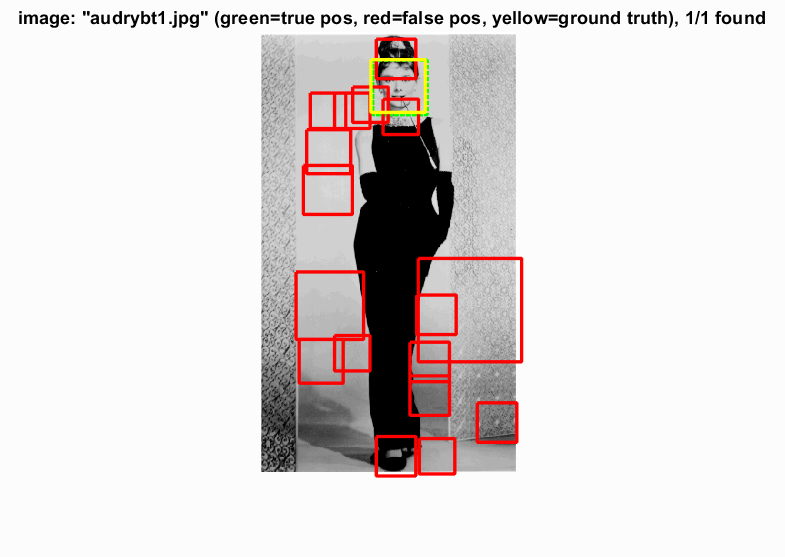 image: "audrybt1.jpg" (green=true pos, red=false pos, yellow=ground truth), 1/1 found